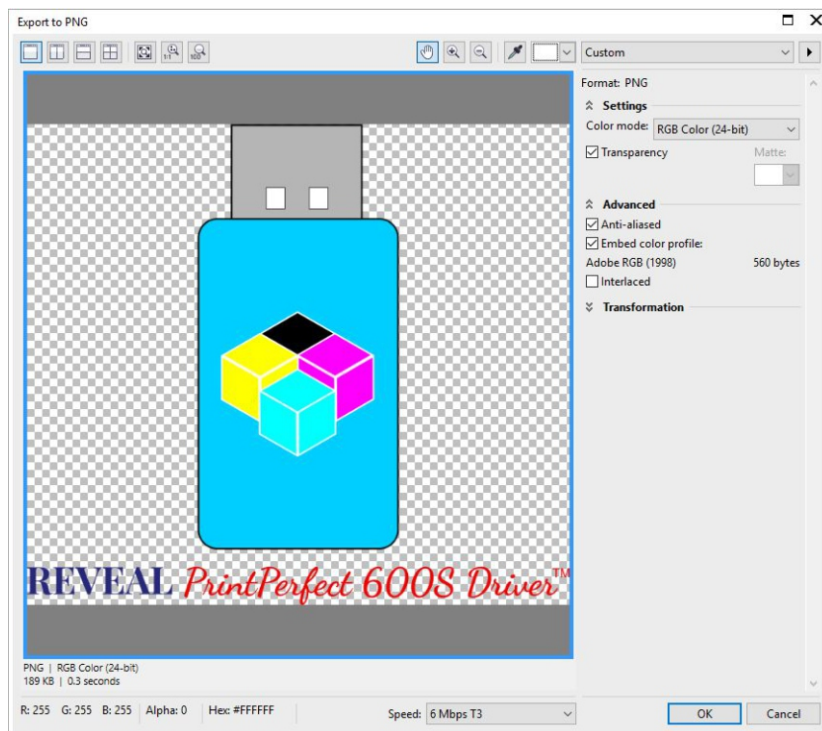 Export to PNG
Custom
Format: PNG
Settings
Color mode: RGB Color (24-bit)
Transparency Matte:
Advanced
Anti-aliased
Embed color profile:
Adobe RGB (1998) 560 bytes
Interlaced
Transformation
REVEAL PrintPerfect 600S Driver™
PNG | RGB Color (24-bit)
189 KB | 0.3 seconds
R: 255 G: 255 B: 255 Alpha: 0 Hex: #FFFFFF Speed: 6 Mbps T3 OK Cancel